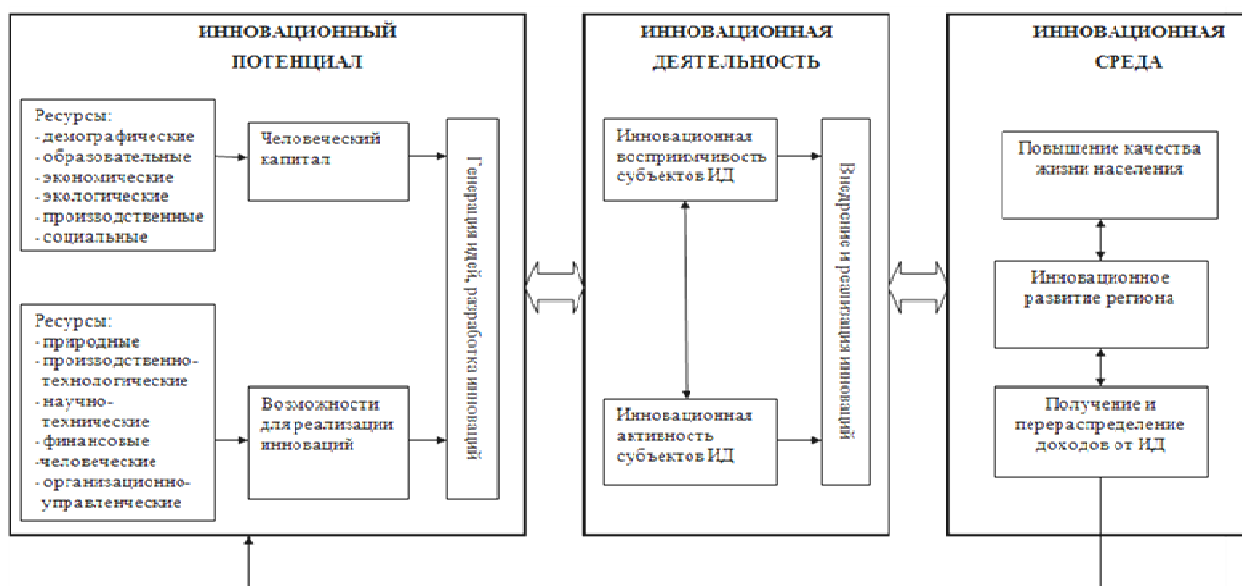 ИННОВАЦИОННЫЙ
ПОТЕНЦИАЛ
Ресурсы:
- демографические
- образовательные
- экономические
- экологические
- производственные
- социальные
Человеческий
капитал
Ресурсы:
- природные
- производственно-
технологические
- научно-
технические
- финансовые
-человеческие
- организационно-
управленческие
Возможности
для реализации
инноваций
Генерация идей, разработка инноваций
ИННОВАЦИОННАЯ
ДЕЯТЕЛЬНОСТЬ
Инновационная
восприимчивость
субъектов ИД
Инновационная
активность
субъектов ИД
Внедрение и реализация инноваций
ИННОВАЦИОННАЯ
СРЕДА
Повышение качества
жизни населения
Инновационное
развитие региона
Получение и
перераспределение
доходов от ИД